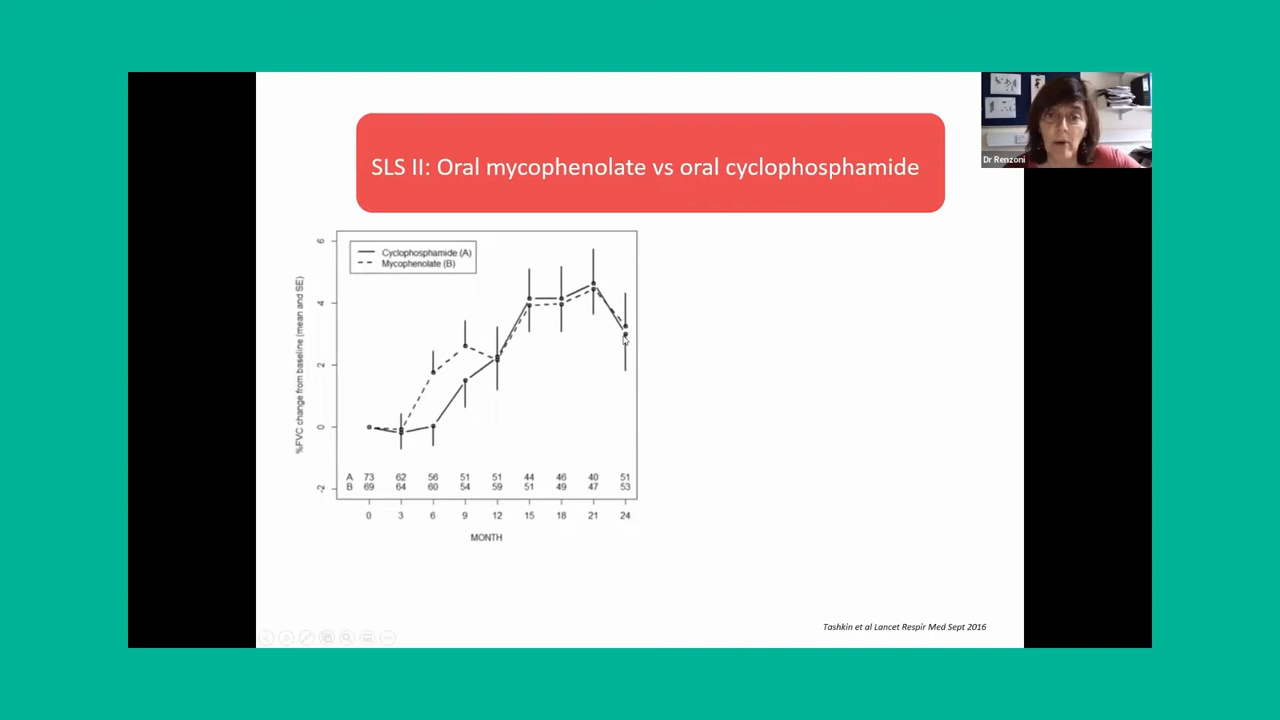 Dr Renzoni
SLS II: Oral mycophenolate vs oral cyclophosphamide
Cyclophosphamide (A)
Mycophenolate (B)
%FVC change from baseline (mean and SE)
6
4
2
0
-2
A 73 62 56 51 51 44 46 40 51
B 69 64 60 54 59 51 49 47 53
0 3 6 9 12 15 18 21 24
MONTH
Tashkin et al Lancet Respir Med Sept 2016